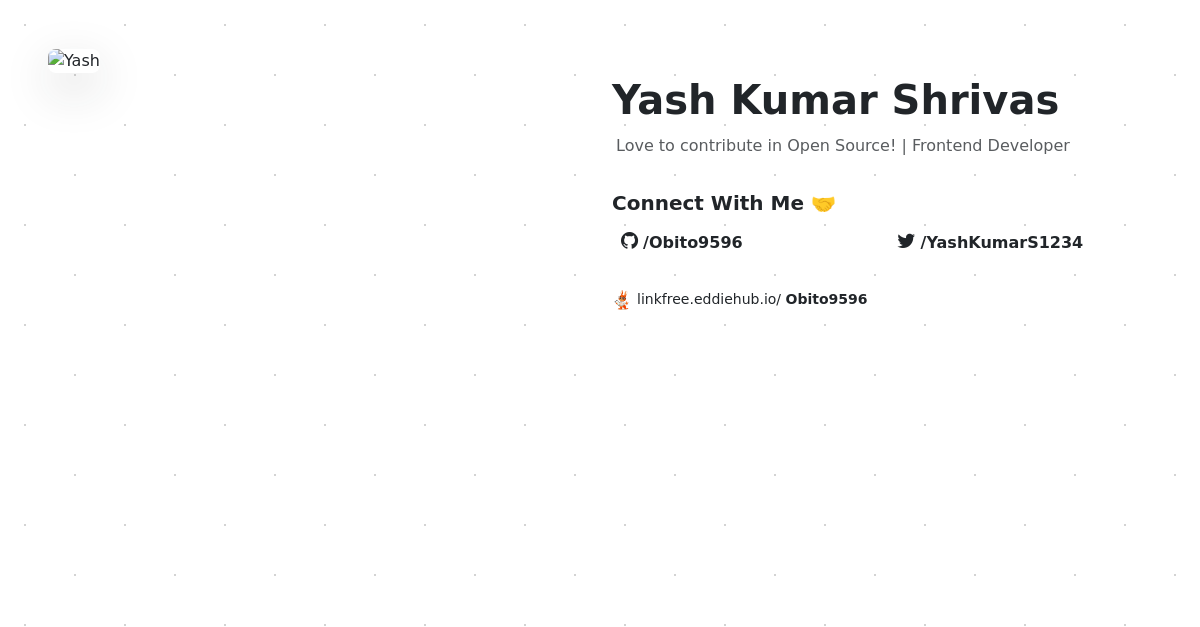 Yash
Yash Kumar Shrivas
Love to contribute in Open Source! | Frontend Developer
Connect With Me 🤝
/Obito9596
/YashKumarS1234
linkfree.eddiehub.io/ Obito9596